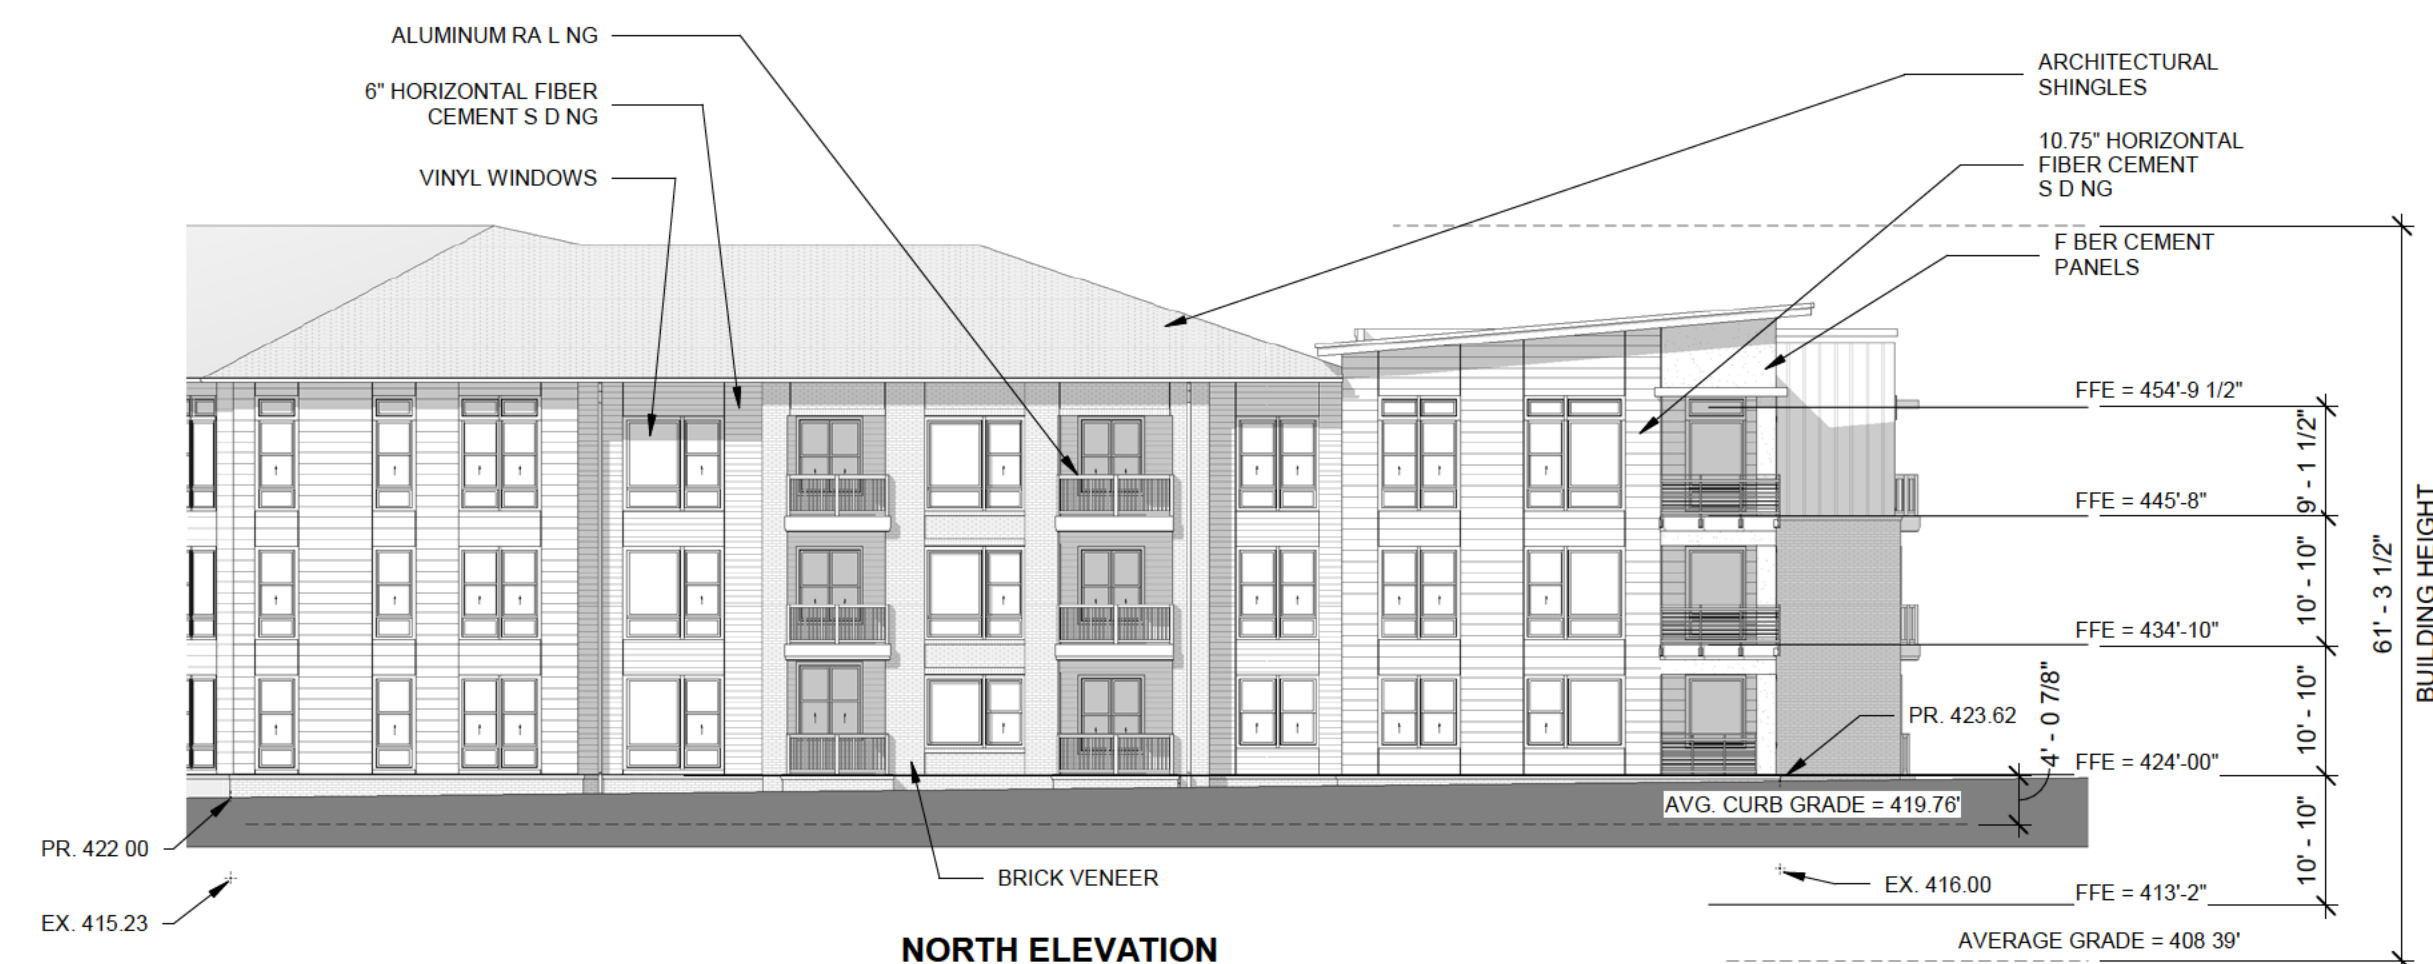 ALUMINUM RA L NG
6" HORIZONTAL FIBER
CEMENT S D NG
VINYL WINDOWS
ARCHITECTURAL
SHINGLES
10.75" HORIZONTAL
FIBER CEMENT
S D NG
F BER CEMENT
PANELS
FFE = 454'-9 1/2"
9' - 1 1/2"
FFE = 445'-8"
10' - 10"
FFE = 434'-10"
10' - 10"
PR. 423.62
4' - 0 7/8"
FFE = 424'-00"
AVG. CURB GRADE = 419.76'
10' - 10"
61' - 3 1/2"
BUILDING HEIGHT
PR. 422 00
EX. 415.23
BRICK VENEER
EX. 416.00
FFE = 413'-2"
AVERAGE GRADE = 408 39'
NORTH ELEVATION